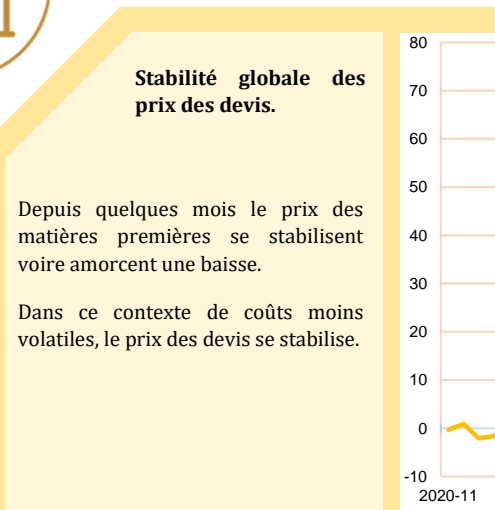 Stabilité globale des
prix des devis.
Depuis quelques mois le prix des
matières premières se stabilisent
voire amorcent une baisse.
Dans ce contexte de coûts moins
volatiles, le prix des devis se stabilise.
80
70
60
50
40
30
20
10
0
-10
2020-11